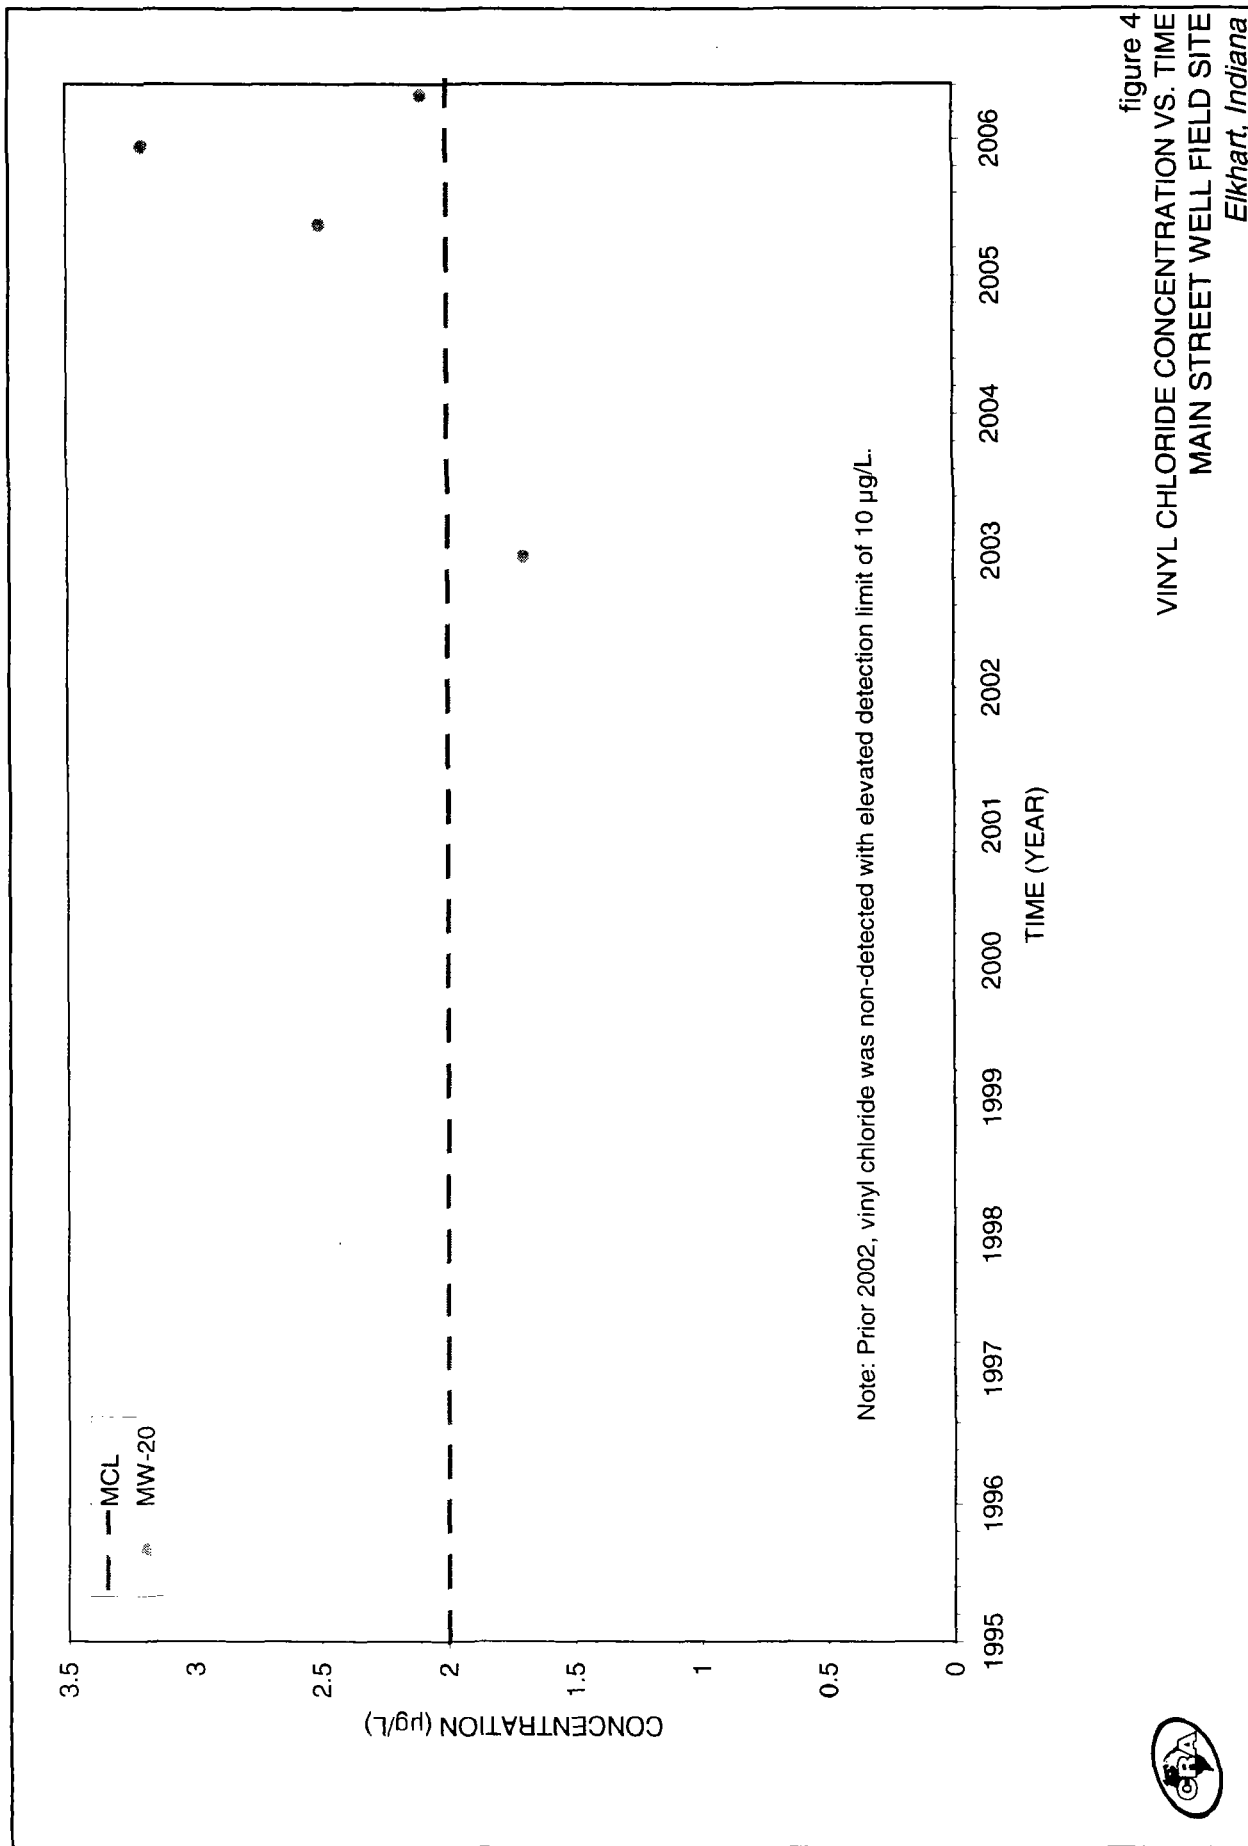 MCL
MW-20
3.5
3
2.5
2
1.5
1
0.5
0
CONCENTRATION (µg/L)
Note: Prior 2002, vinyl chloride was non-detected with elevated detection limit of 10 µg/L.
1995 1996 1997 1998 1999 2000 2001 2002 2003 2004 2005 2006
TIME (YEAR)
figure 4
VINYL CHLORIDE CONCENTRATION VS. TIME
MAIN STREET WELL FIELD SITE
Elkhart, Indiana
CRA